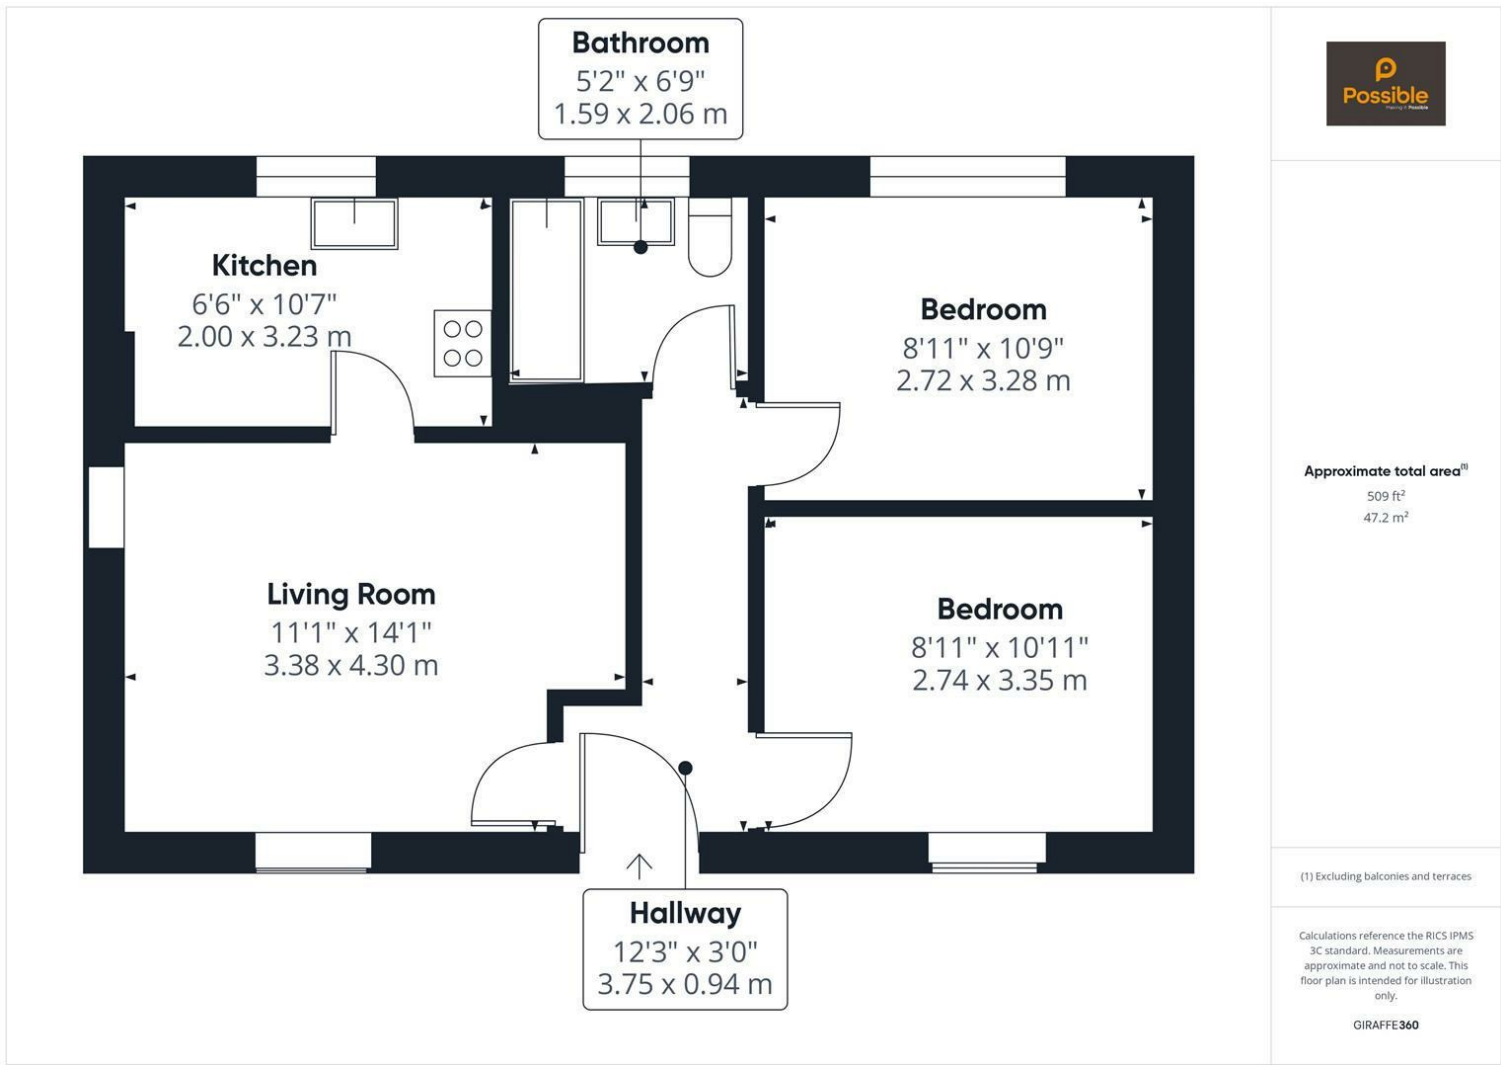 Bathroom
5'2" x 6'9"
1.59 x 2.06 m
Kitchen
6'6" x 10'7"
2.00 x 3.23 m
Bedroom
8'11" x 10'9"
2.72 x 3.28 m
Living Room
11'1" x 14'1"
3.38 x 4.30 m
Bedroom
8'11" x 10'11"
2.74 x 3.35 m
Hallway
12'3" x 3'0"
3.75 x 0.94 m
Possible
Making it Possible
Approximate total area(1)
509 ft²
47.2 m²
(1) Excluding balconies and terraces
Calculations reference the RICS IPMS
3C standard. Measurements are
approximate and not to scale. This
floor plan is intended for illustration
only.
GIRAFFE360